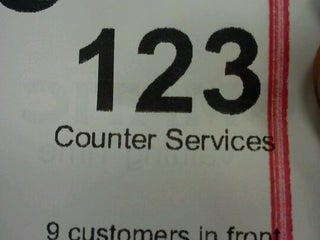 123
Counter Services
9 customers in front